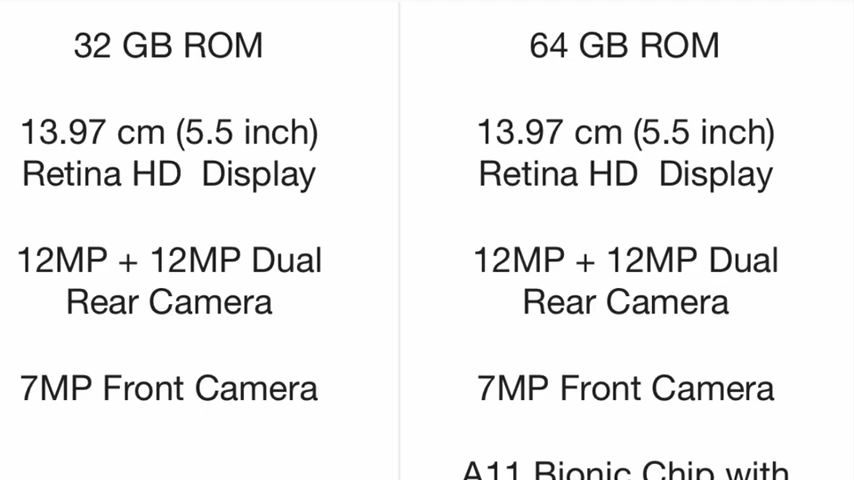 32 GB ROM
13.97 cm (5.5 inch)
Retina HD Display
12MP + 12MP Dual
Rear Camera
7MP Front Camera
64 GB ROM
13.97 cm (5.5 inch)
Retina HD Display
12MP + 12MP Dual
Rear Camera
7MP Front Camera
A11 Bionic Chip with